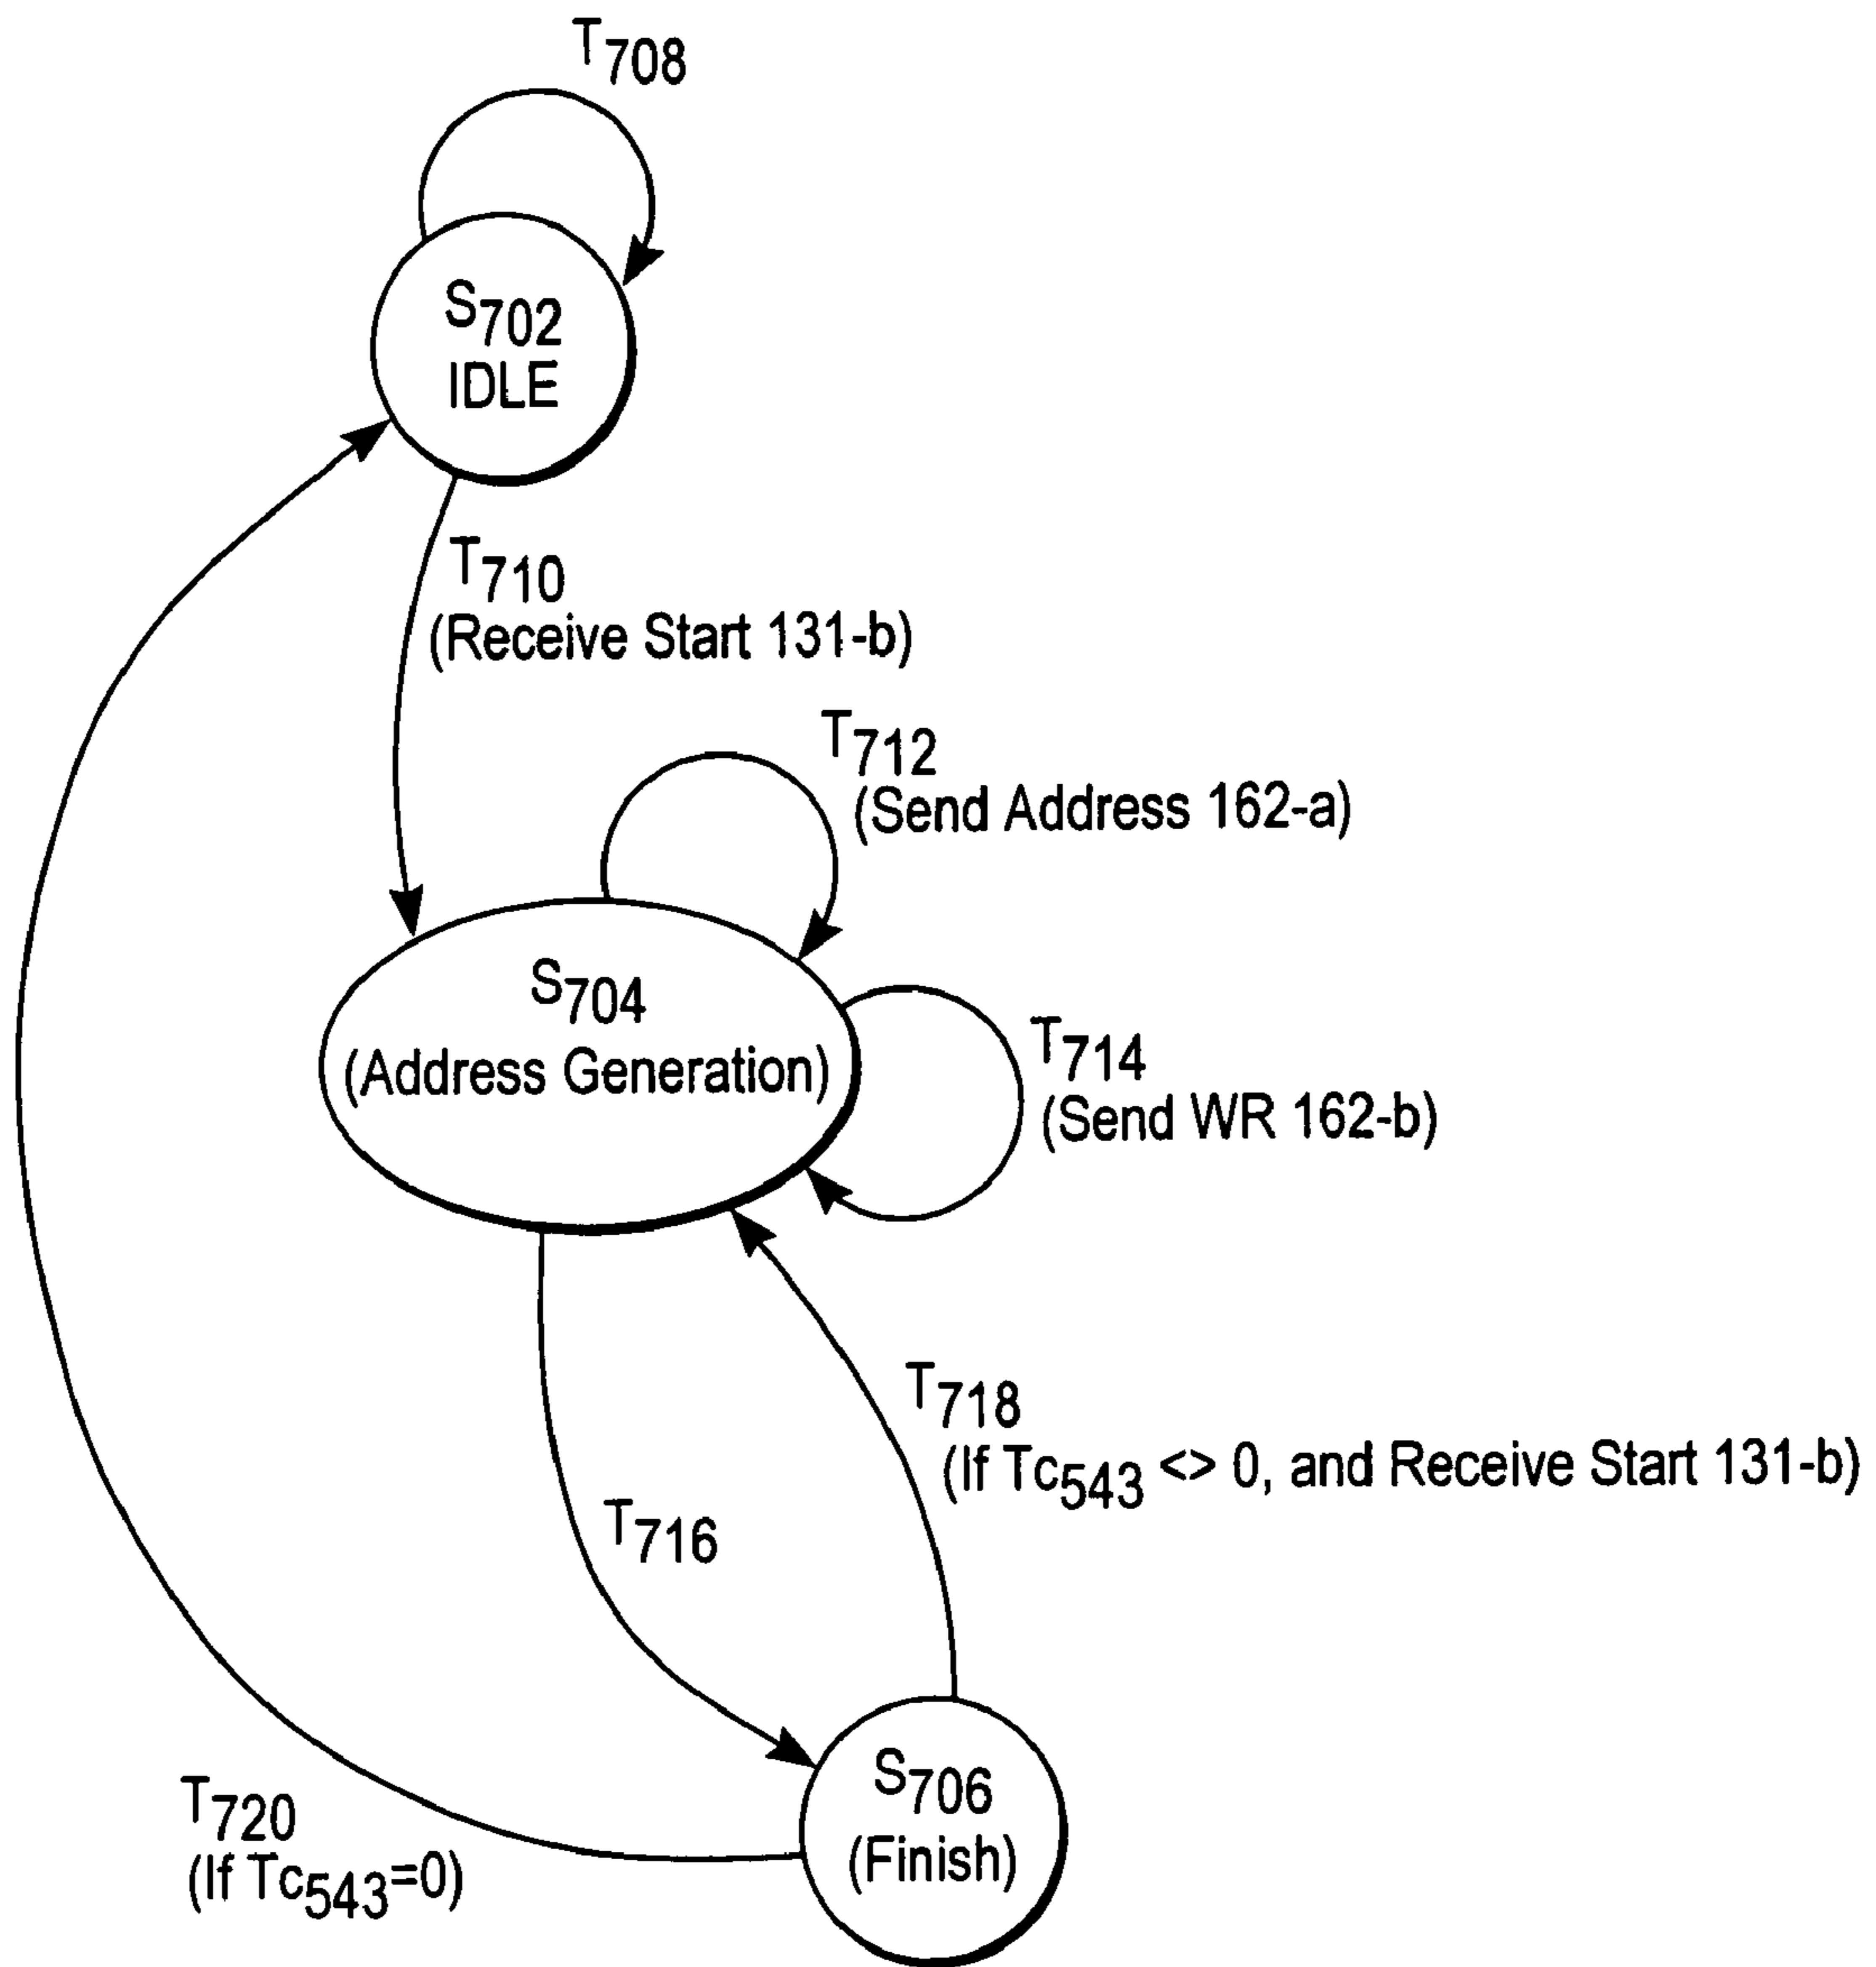 T708
S702
IDLE
T710
(Receive Start 131-b)
T712
(Send Address 162-a)
S704
(Address Generation)
T714
(Send WR 162-b)
T718
(If Tc543 <> 0, and Receive Start 131-b)
T716
S706
(Finish)
T720
(If Tc543=0)